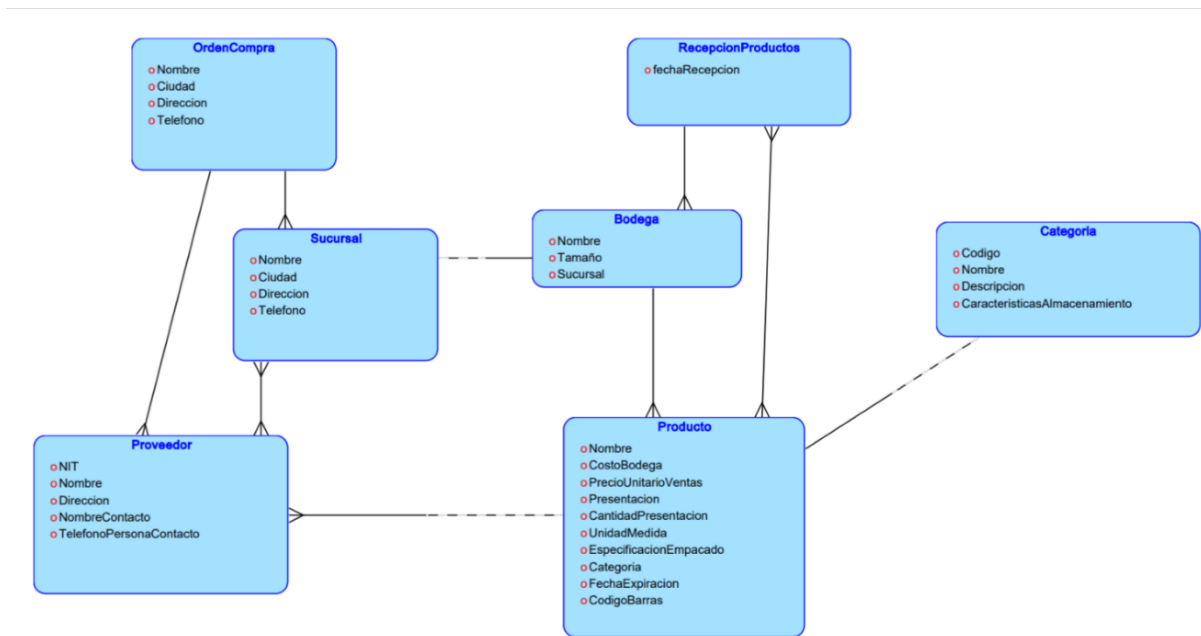 OrdenCompra
Nombre
Ciudad
Direccion
Telefono
RecepcionProductos
fechaRecepcion
Sucursal
Nombre
Ciudad
Direccion
Telefono
Bodega
Nombre
Tamaño
Sucursal
Categoría
Codigo
Nombre
Descripcion
CaracteristicasAlmacenamiento
Proveedor
NIT
Nombre
Direccion
NombreContacto
TelefonoPersonaContacto
Producto
Nombre
CostoBodega
PrecioUnitarioVentas
Presentacion
CantidadPresentacion
UnidadMedida
EspecificacionEmpacado
Categoria
FechaExpiracion
CodigoBarras